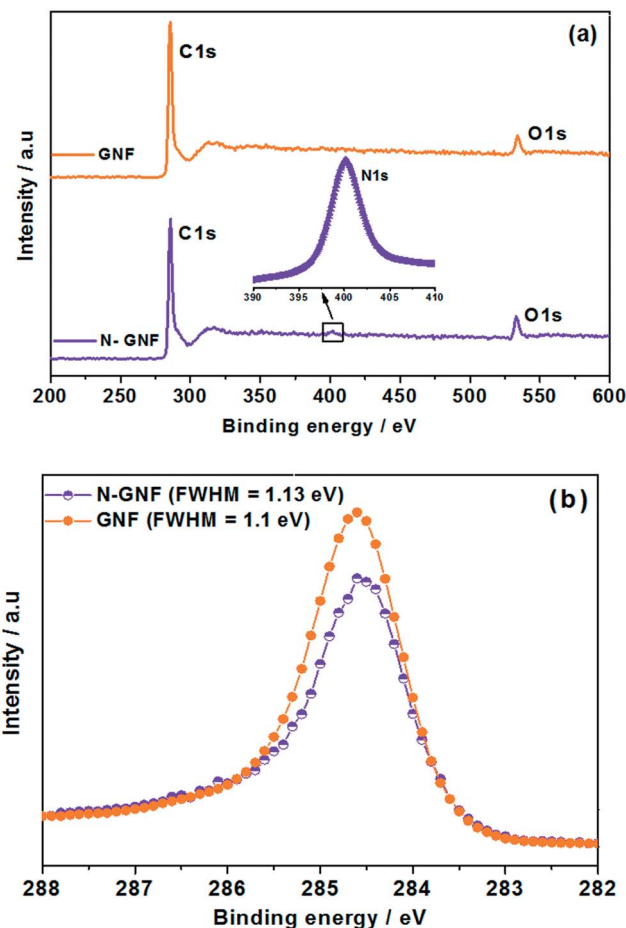 (a)
C1s
GNF
O1s
N1s
390 395 400 405 410
C1s
O1s
N- GNF
Intensity / a.u
200 250 300 350 400 450 500 550 600
Binding energy / eV
(b)
N-GNF (FWHM = 1.13 eV)
GNF (FWHM = 1.1 eV)
Intensity / a.u
288 287 286 285 284 283 282
Binding energy / eV